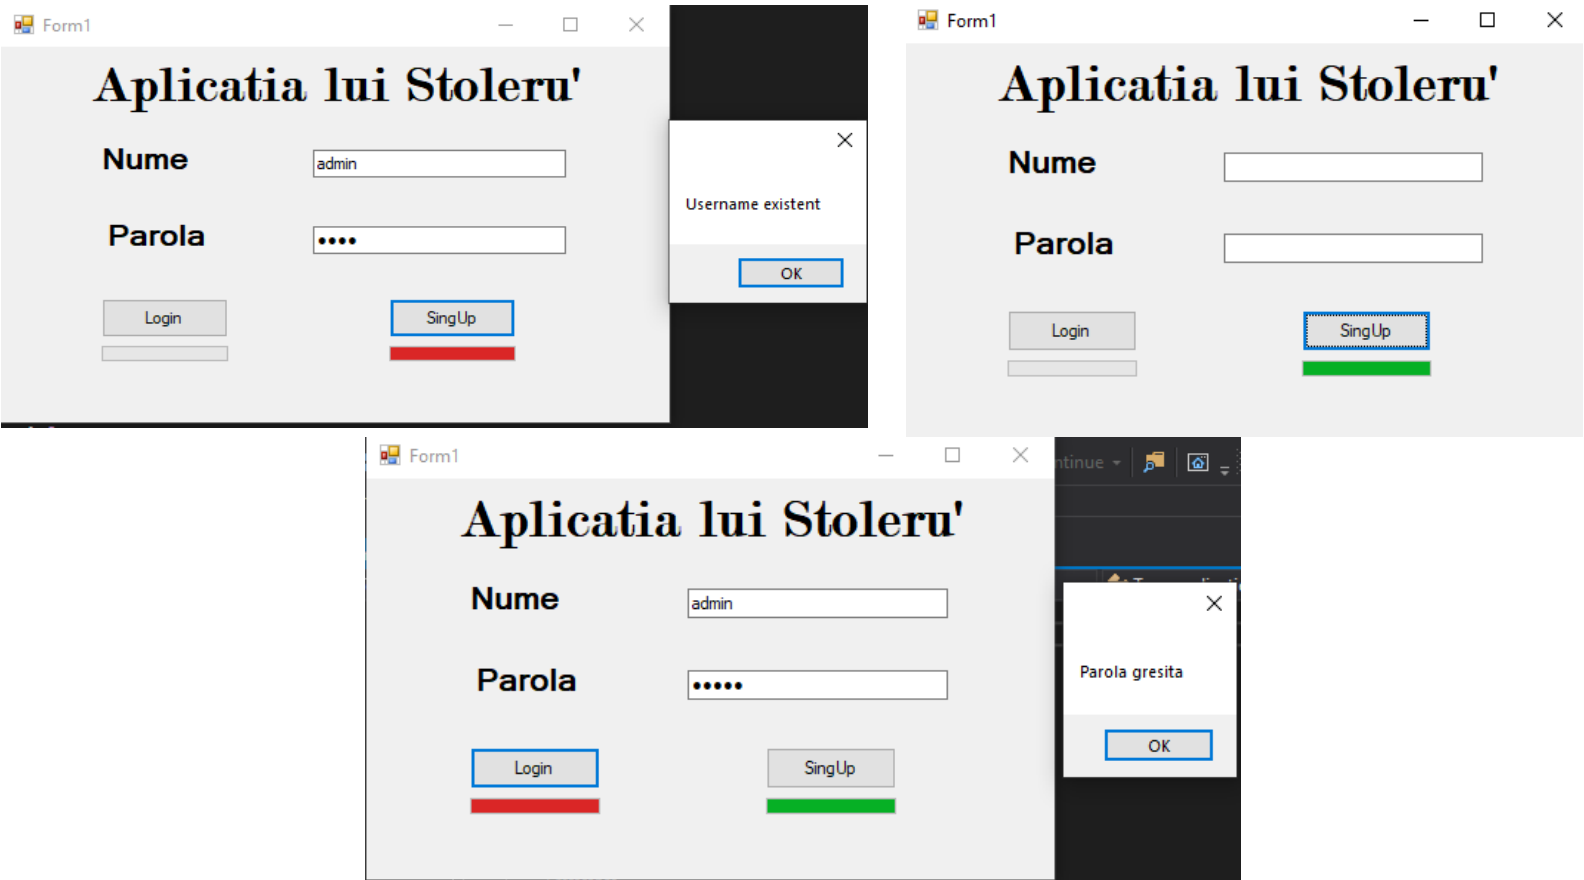 Form1
Aplicatia lui Stoleru'
Nume
admin
Parola
••••
Login
SingUp
Username existent
OK
Form1
Aplicatia lui Stoleru'
Nume
Parola
Login
SingUp
Form1
Aplicatia lui Stoleru'
Nume
admin
Parola
•••••
Login
SingUp
ntinue
Parola gresita
OK